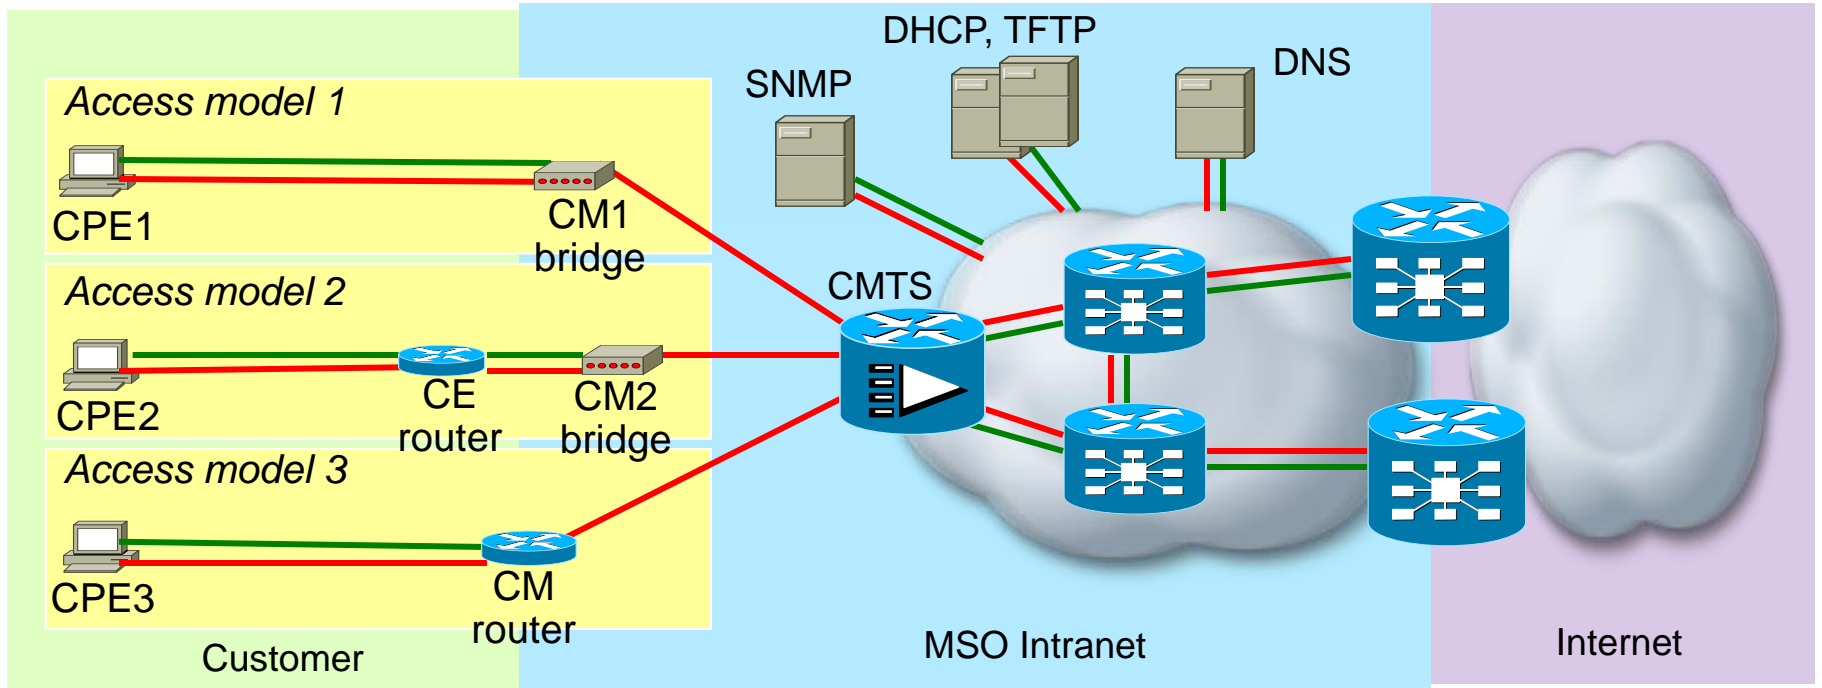 DHCP, TFTP
DNS
SNMP
Access model 1
CPE1
CM1
bridge
Access model 2
CMTS
CPE2
CE
router
CM2
bridge
Access model 3
CPE3
CM
router
Customer
MSO Intranet
Internet